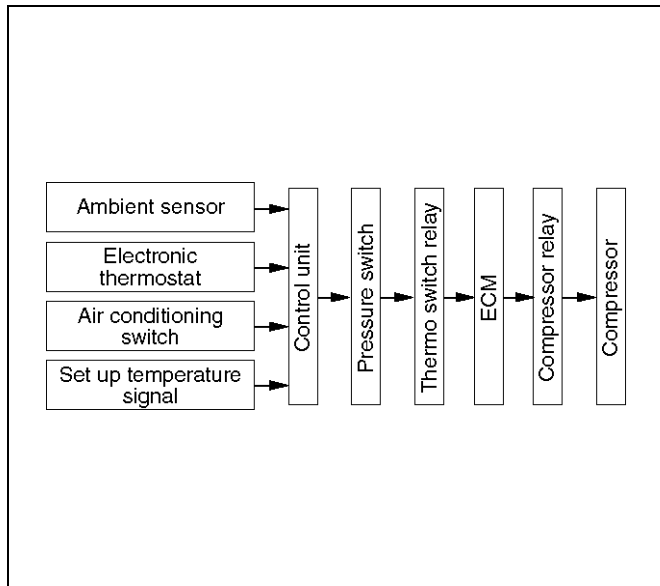 Ambient sensor
Electronic
thermostat
Air conditioning
switch
Set up temperature
signal
Control unit
Pressure switch
Thermo switch relay
ECM
Compressor relay
Compressor